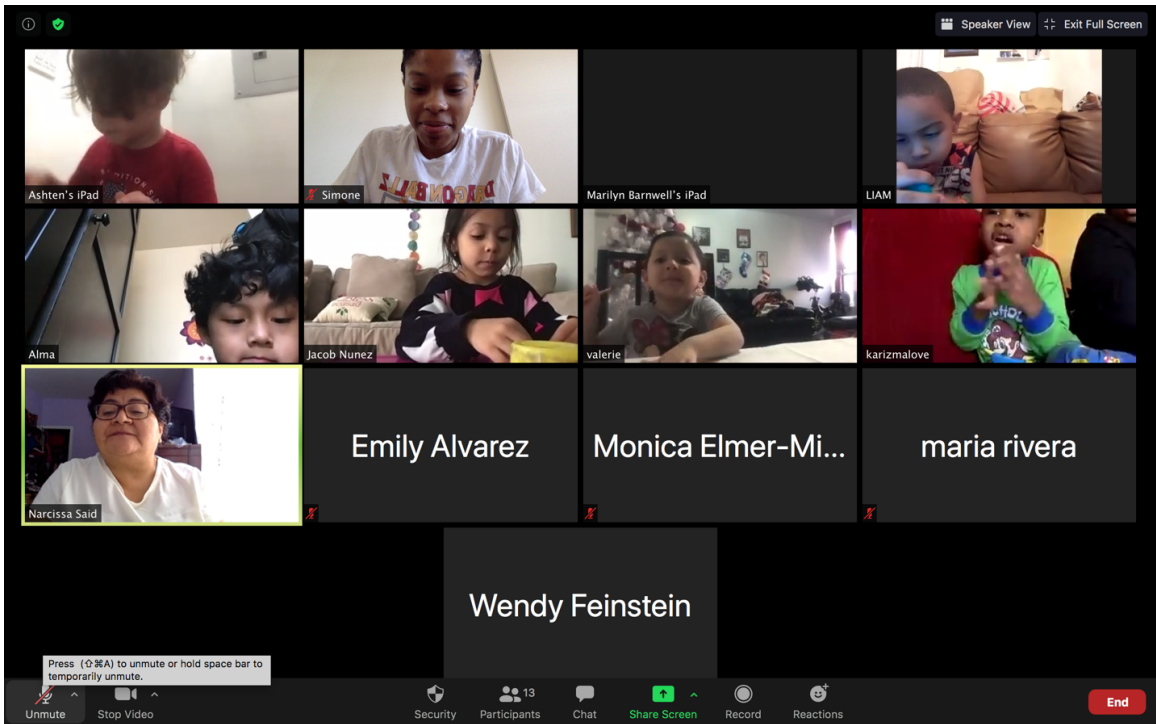 Speaker View
Exit Full Screen
Ashten's iPad
Simone
Marilyn Barnwell's iPad
LIAM
DRAGON BALL Z
Alma
Jacob Nunez
valerie
karizmalove
Narcissa Said
Emily Alvarez
Monica Elmer-Mi...
maria rivera
Wendy Feinstein
Press (⇧⌘A) to unmute or hold space bar to
temporarily unmute.
Unmute
Stop Video
Security
Participants
13
Chat
Share Screen
Record
Reactions
End